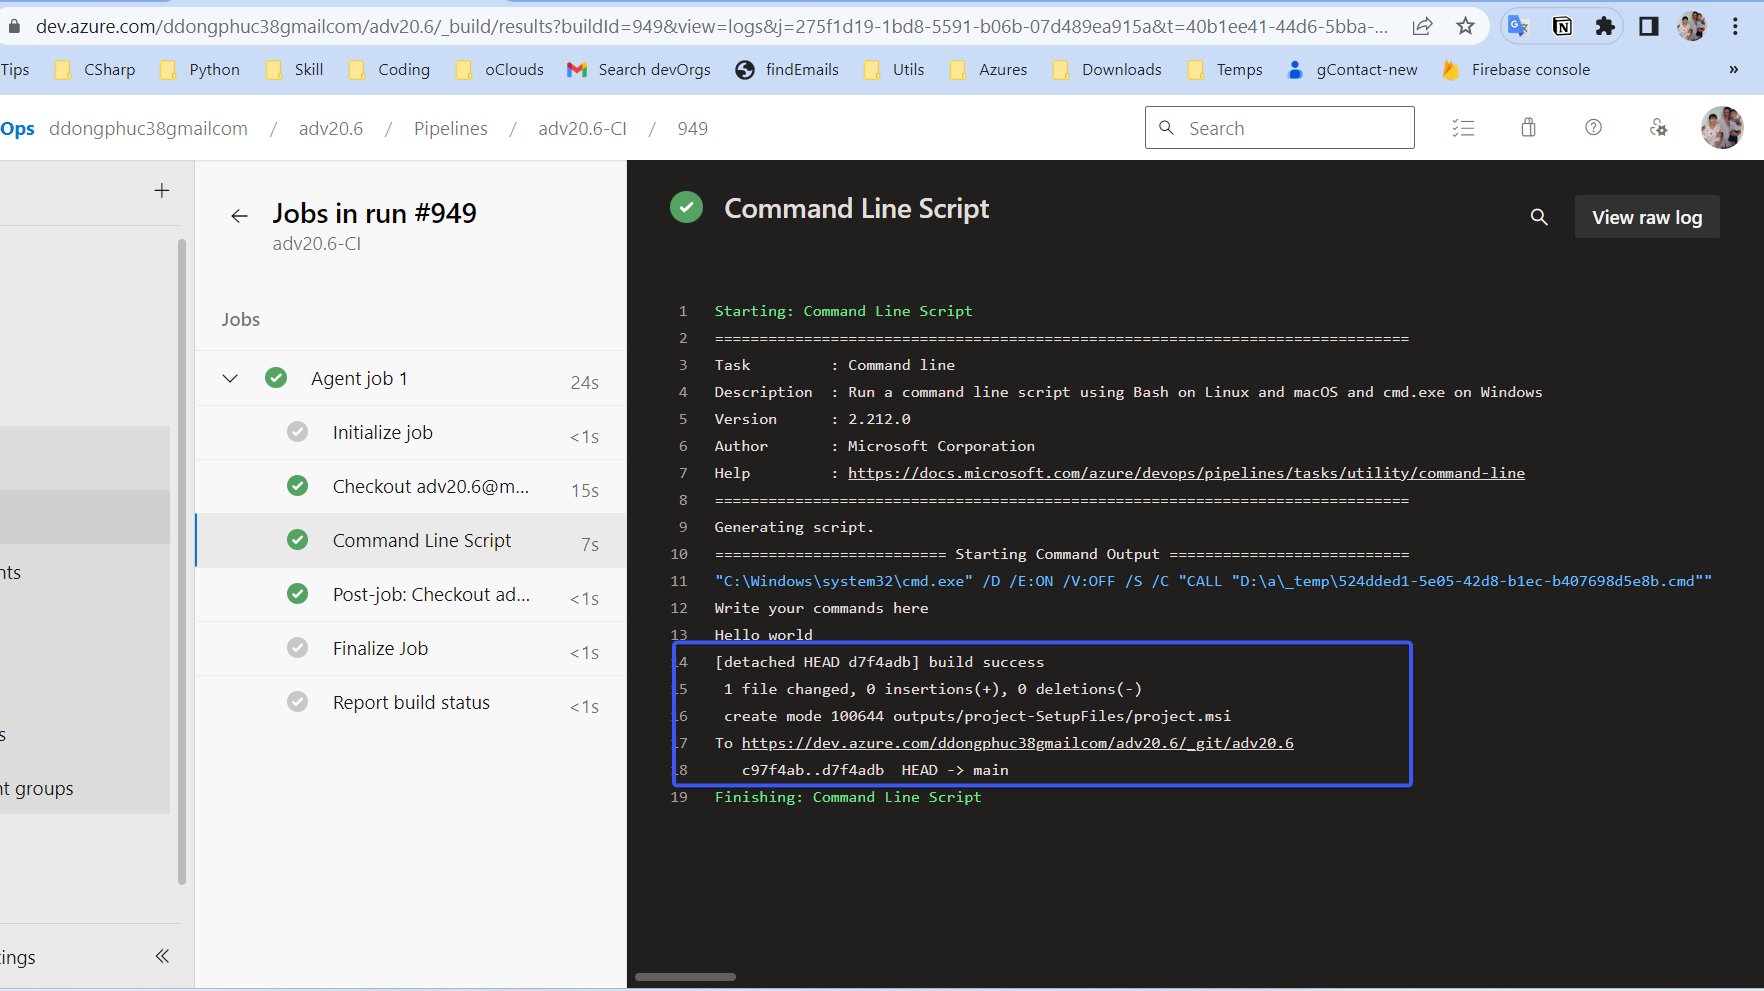 dev.azure.com/ddongphuc38gmailcom/adv20.6/_build/results?buildId=949&view=logs&j=275f1d19-1bd8-5591-b06b-07d489ea915a&t=40b1ee41-44d6-5bba-...
Tips CSharp Python Skill Coding oClouds Search devOrgs findEmails Utils Azures Downloads Temps gContact-new Firebase console »
Ops ddongphuc38gmailcom / adv20.6 / Pipelines / adv20.6-CI / 949 Search
Jobs in run #949
adv20.6-CI
Jobs
Agent job 1 24s
Initialize job <1s
Checkout adv20.6@m... 15s
Command Line Script 7s
Post-job: Checkout ad... <1s
Finalize Job <1s
Report build status <1s
nts
s
nt groups
ings
Command Line Script
View raw log
1 Starting: Command Line Script
2 ==============================================================================
3 Task : Command line
4 Description : Run a command line script using Bash on Linux and macOS and cmd.exe on Windows
5 Version : 2.212.0
6 Author : Microsoft Corporation
7 Help : https://docs.microsoft.com/azure/devops/pipelines/tasks/utility/command-line
8 ==============================================================================
9 Generating script.
10 ========================== Starting Command Output ===========================
11 "C:\Windows\system32\cmd.exe" /D /E:ON /V:OFF /S /C "CALL "D:\a\_temp\524dded1-5e05-42d8-b1ec-b407698d5e8b.cmd""
12 Write your commands here
13 Hello world
14 [detached HEAD d7f4adb] build success
15 1 file changed, 0 insertions(+), 0 deletions(-)
16 create mode 100644 outputs/project-SetupFiles/project.msi
17 To https://dev.azure.com/ddongphuc38gmailcom/adv20.6/_git/adv20.6
18 c97f4ab..d7f4adb HEAD -> main
19 Finishing: Command Line Script